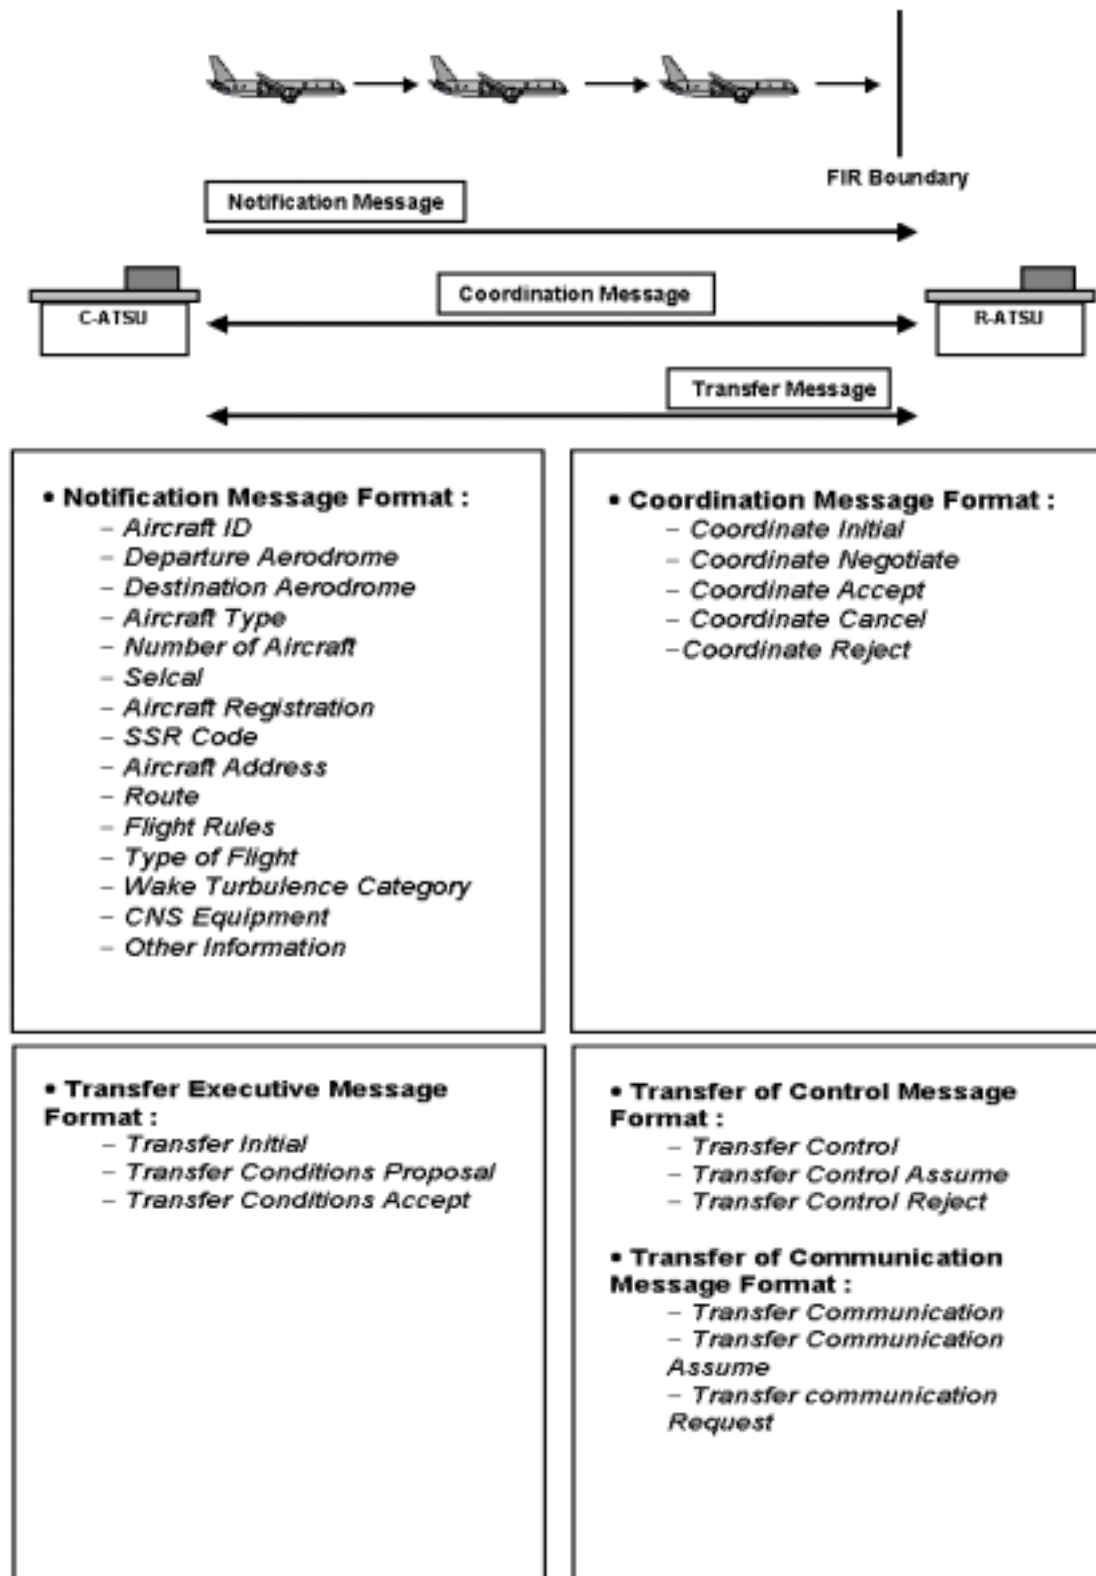 FIR Boundary
Notification Message
Coordination Message
C-ATSU
R-ATSU
Transfer Message
• Notification Message Format :
– Aircraft ID
– Departure Aerodrome
– Destination Aerodrome
– Aircraft Type
– Number of Aircraft
– Selcal
– Aircraft Registration
– SSR Code
– Aircraft Address
– Route
– Flight Rules
– Type of Flight
– Wake Turbulence Category
– CNS Equipment
– Other Information
• Coordination Message Format :
– Coordinate Initial
– Coordinate Negotiate
– Coordinate Accept
– Coordinate Cancel
–Coordinate Reject
• Transfer Executive Message
Format :
– Transfer Initial
– Transfer Conditions Proposal
– Transfer Conditions Accept
• Transfer of Control Message
Format :
– Transfer Control
– Transfer Control Assume
– Transfer Control Reject
• Transfer of Communication
Message Format :
– Transfer Communication
– Transfer Communication
Assume
– Transfer communication
Request